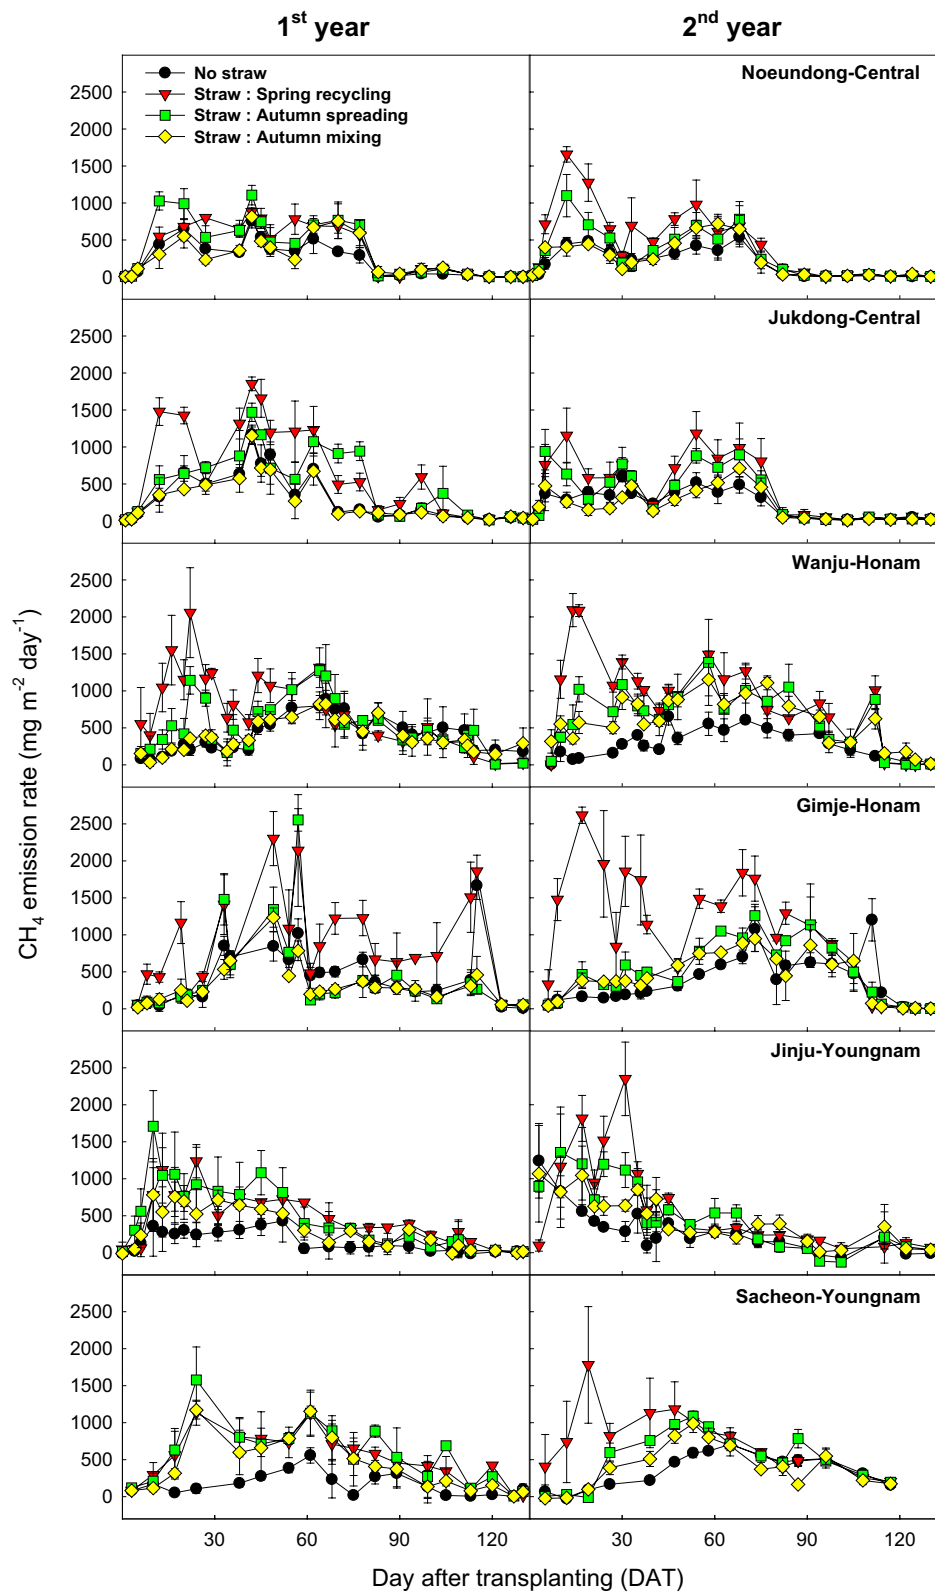 1st year 2nd year
No straw
Straw : Spring recycling
Straw : Autumn spreading
Straw : Autumn mixing
Noeundong-Central
2500
2000
1500
1000
500
0
Jukdong-Central
2500
2000
1500
1000
500
0
Wanju-Honam
2500
2000
1500
1000
500
0
Gimje-Honam
2500
2000
1500
1000
500
0
Jinju-Youngnam
2500
2000
1500
1000
500
0
Sacheon-Youngnam
2500
2000
1500
1000
500
0
CH4 emission rate (mg m-2 day-1)
30 60 90 120 30 60 90 120
Day after transplanting (DAT)